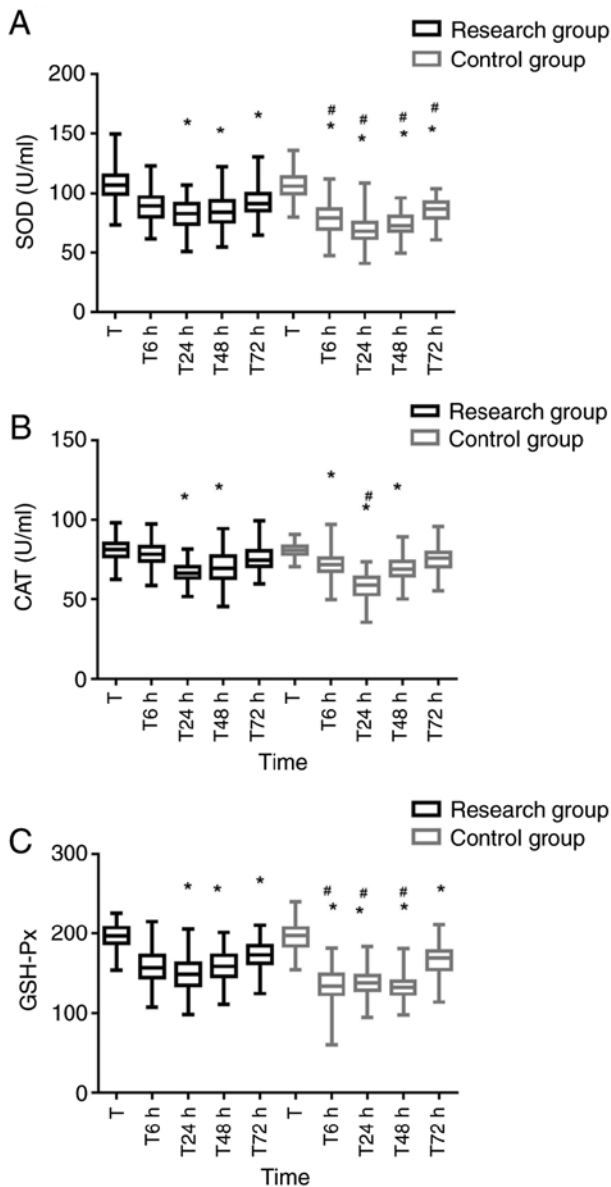 A
Research group
Control group
SOD (U/ml)
200
150
100
50
0
# # # #
* * * * * * *
T T6 h T24 h T48 h T72 h T T6 h T24 h T48 h T72 h
B
Research group
Control group
CAT (U/ml)
150
100
50
0
#
* * * * *
T T6 h T24 h T48 h T72 h T T6 h T24 h T48 h T72 h
Time
C
Research group
Control group
GSH-Px
300
200
100
0
# # #
* * * * * * *
T T6 h T24 h T48 h T72 h T T6 h T24 h T48 h T72 h
Time